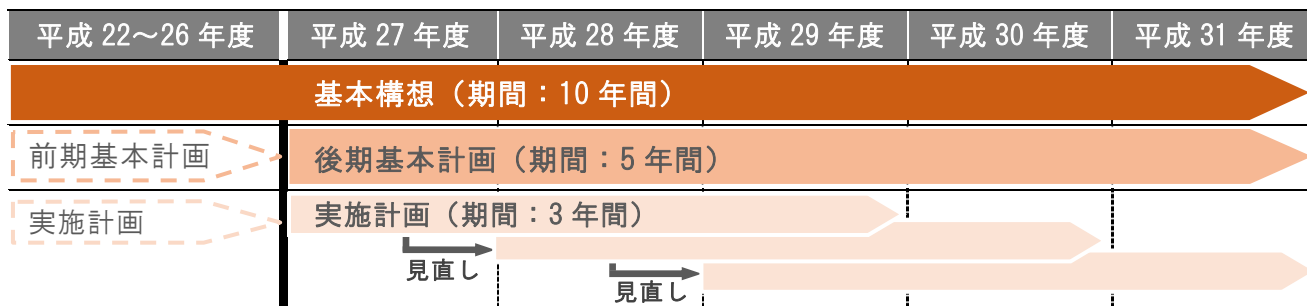 平成 22～26 年度
平成 27 年度
平成 28 年度
平成 29 年度
平成 30 年度
平成 31 年度
基本構想（期間：10 年間）
前期基本計画
後期基本計画（期間：5 年間）
実施計画
実施計画（期間：3 年間）
見直し
見直し